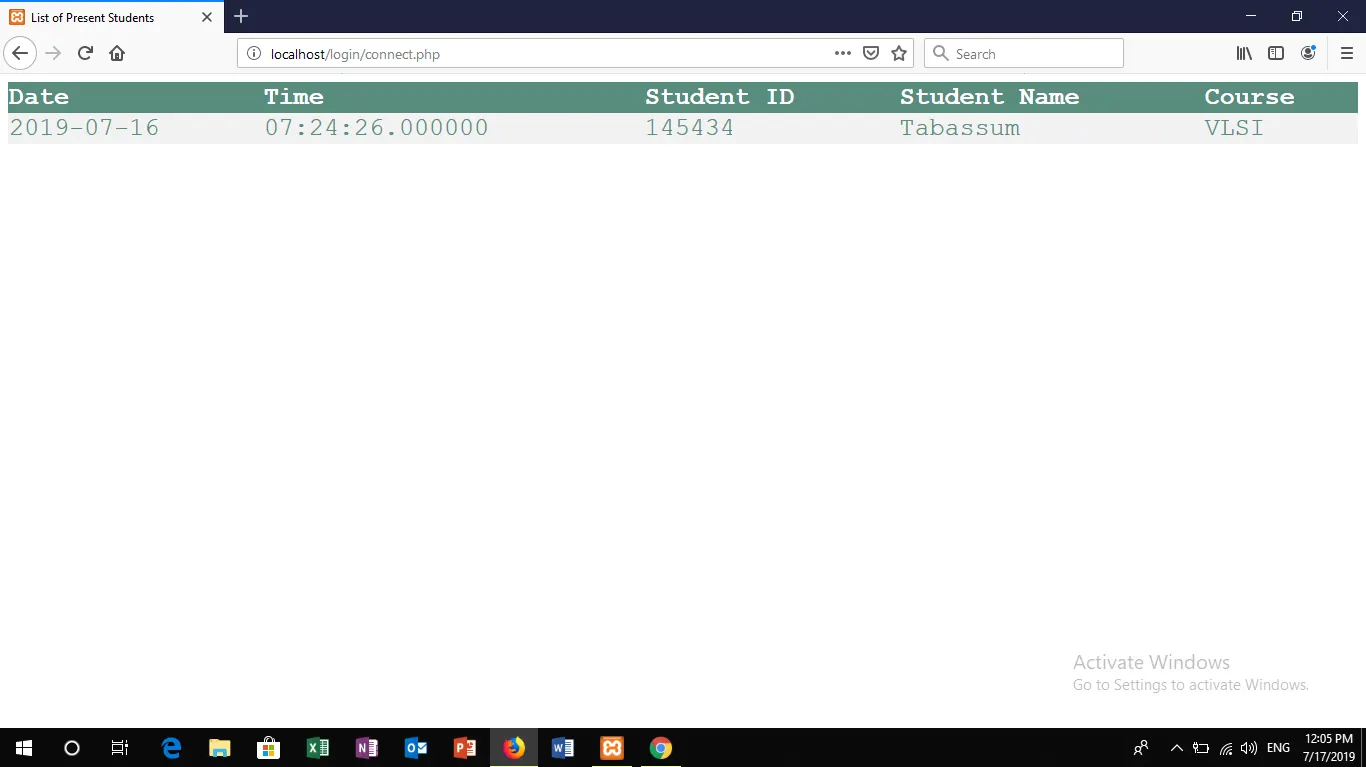 List of Present Students
localhost/login/connect.php
Search
Date Time Student ID Student Name Course
2019-07-16 07:24:26.000000 145434 Tabassum VLSI
Activate Windows
Go to Settings to activate Windows.
ENG
12:05 PM
7/17/2019